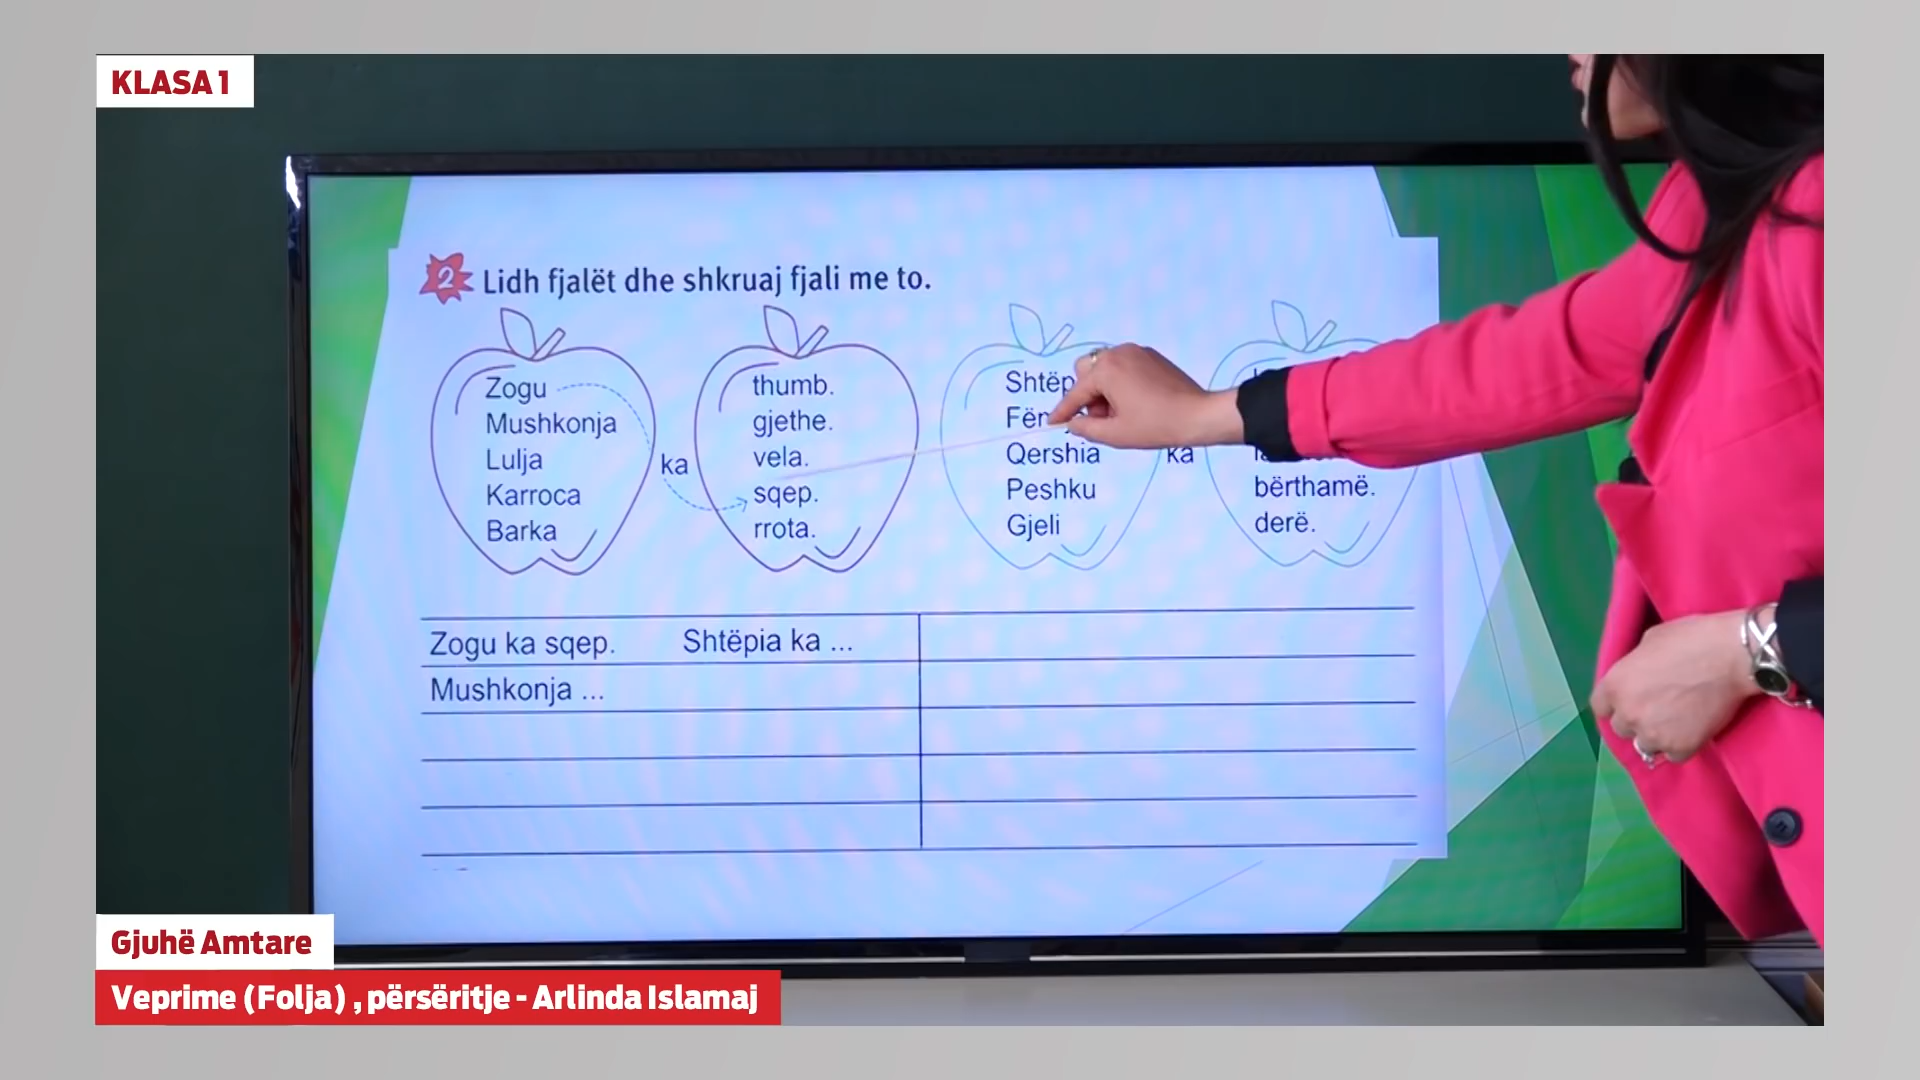 KLASA 1
2 Lidh fjalët dhe shkruaj fjali me to.
Zogu
Mushkonja
Lulja
Karroca
Barka
ka
thumb.
gjethe.
vela.
sqep.
rrota.
Qershia
Peshku
Gjeli
ka
bërthamë.
derë.
Zogu ka sqep. Shtëpia ka ...
Mushkonja ...
Gjuhë Amtare
Veprime (Folja) , përsëritje - Arlinda Islamaj